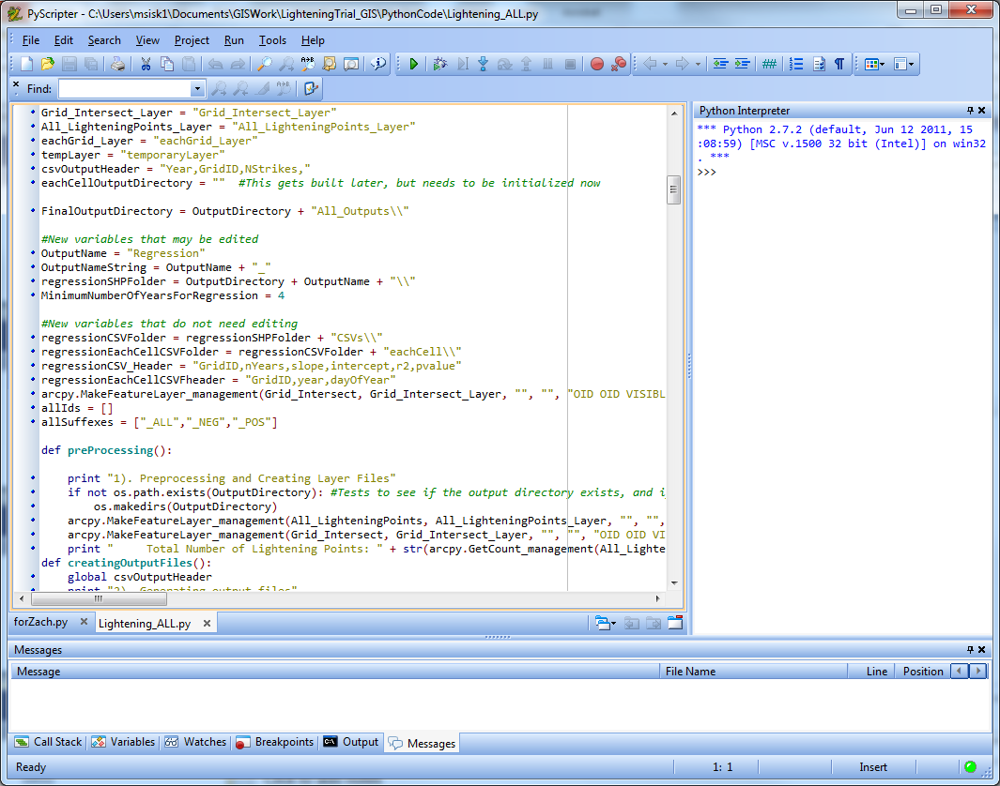 PyScripter - C:\Users\msisk1\Documents\GISWork\LighteningTrial_GIS\PythonCode\Lightening_ALL.py
File Edit Search View Project Run Tools Help
Find:
Grid_Intersect_Layer = "Grid_Intersect_Layer"
All_LighteningPoints_Layer = "All_LighteningPoints_Layer"
eachGrid_Layer = "eachGrid_Layer"
tempLayer = "temporaryLayer"
csvOutputHeader = "Year,GridID,NStrikes,"
eachCellOutputDirectory = "" #This gets built later, but needs to be initialized now
FinalOutputDirectory = OutputDirectory + "All_Outputs\\"
#New variables that may be edited
OutputName = "Regression"
OutputNameString = OutputName + "_"
regressionSHPFolder = OutputDirectory + OutputName + "\\"
MinimumNumberOfYearsForRegression = 4
#New variables that do not need editing
regressionCSVFolder = regressionSHPFolder + "CSVs\\"
regressionEachCellCSVFolder = regressionCSVFolder + "eachCell\\"
regressionCSV_Header = "GridID,nYears,slope,intercept,r2,pvalue"
regressionEachCellCSVFheader = "GridID,year,dayOfYear"
arcpy.MakeFeatureLayer_management(Grid_Intersect, Grid_Intersect_Layer, "", "", "OID OID VISIBL
allIds = []
allSuffexes = ["_ALL","_NEG","_POS"]
def preProcessing():
print "1). Preprocessing and Creating Layer Files"
if not os.path.exists(OutputDirectory): #Tests to see if the output directory exists, and i
os.makedirs(OutputDirectory)
arcpy.MakeFeatureLayer_management(All_LighteningPoints, All_LighteningPoints_Layer, "", "",
arcpy.MakeFeatureLayer_management(Grid_Intersect, Grid_Intersect_Layer, "", "", "OID OID VI
print "     Total Number of Lightening Points: " + str(arcpy.GetCount_management(All_Lighte
def creatingOutputFiles():
global csvOutputHeader
print "2). Generating output files"
forZach.py Lightening_ALL.py
Python Interpreter
*** Python 2.7.2 (default, Jun 12 2011, 15
:08:59) [MSC v.1500 32 bit (Intel)] on win32
. ***
>>>
Messages
Message File Name Line Position
Call Stack Variables Watches Breakpoints Output Messages
Ready 1: 1 Insert